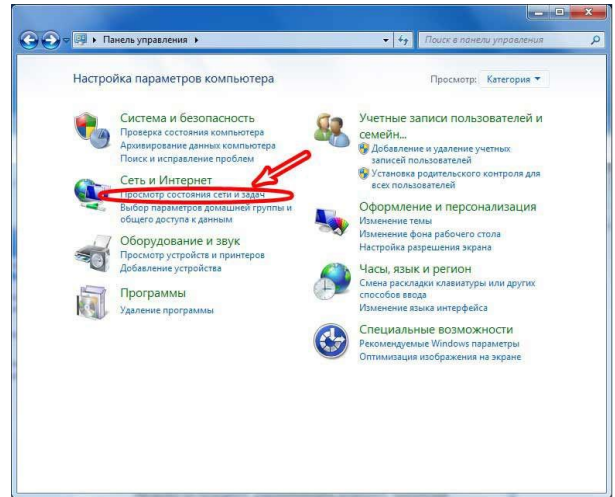 Панель управления
Поиск в панели управления
Настройка параметров компьютера
Просмотр: Категория
Система и безопасность
Проверка состояния компьютера
Архивирование данных компьютера
Поиск и исправление проблем
Сеть и Интернет
Просмотр состояния сети и задач
Выбор параметров домашней группы и
общего доступа к данным
Оборудование и звук
Просмотр устройств и принтеров
Добавление устройства
Программы
Удаление программы
Учетные записи пользователей и
семейн...
Добавление и удаление учетных
записей пользователей
Установка родительского контроля для
всех пользователей
Оформление и персонализация
Изменение темы
Изменение фона рабочего стола
Настройка разрешения экрана
Часы, язык и регион
Смена раскладки клавиатуры или других
способов ввода
Изменение языка интерфейса
Специальные возможности
Рекомендуемые Windows параметры
Оптимизация изображения на экране